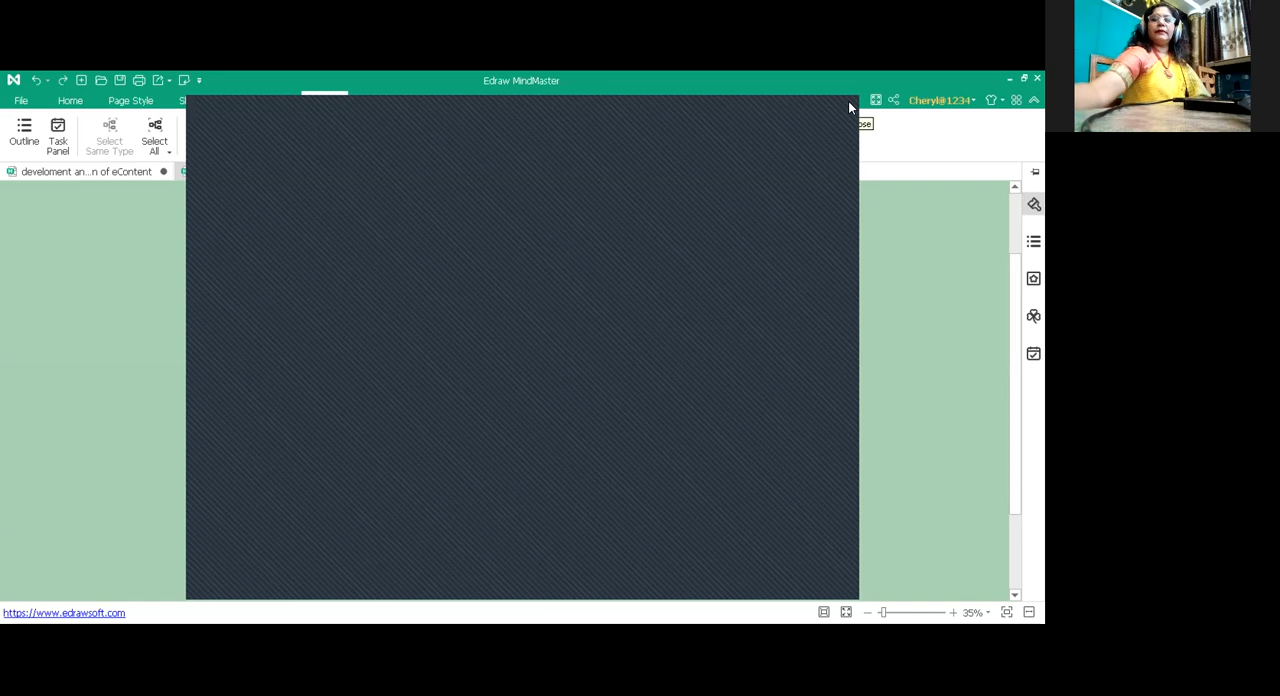 Edraw MindMaster
File Home Page Style
Cheryl@1234
Outline
Task Panel
Select Same Type
Select All
develoment an...n of eContent
https://www.edrawsoft.com
35%